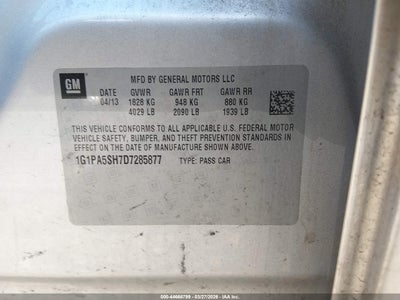 GM
MFD BY GENERAL MOTORS LLC
DATE GVWR GAWR FRT GAWR RR
04/13 1828 KG 948 KG 880 KG
4029 LB 2090 LB 1939 LB
THIS VEHICLE CONFORMS TO ALL APPLICABLE U.S. FEDERAL MOTOR
VEHICLE SAFETY, BUMPER, AND THEFT PREVENTION STANDARDS IN
EFFECT ON THE DATE OF MANUFACTURE SHOWN ABOVE.
1G1PA5SH7D7285877 TYPE: PASS CAR
500-44668799 - 03/27/2026 - IAA - 1